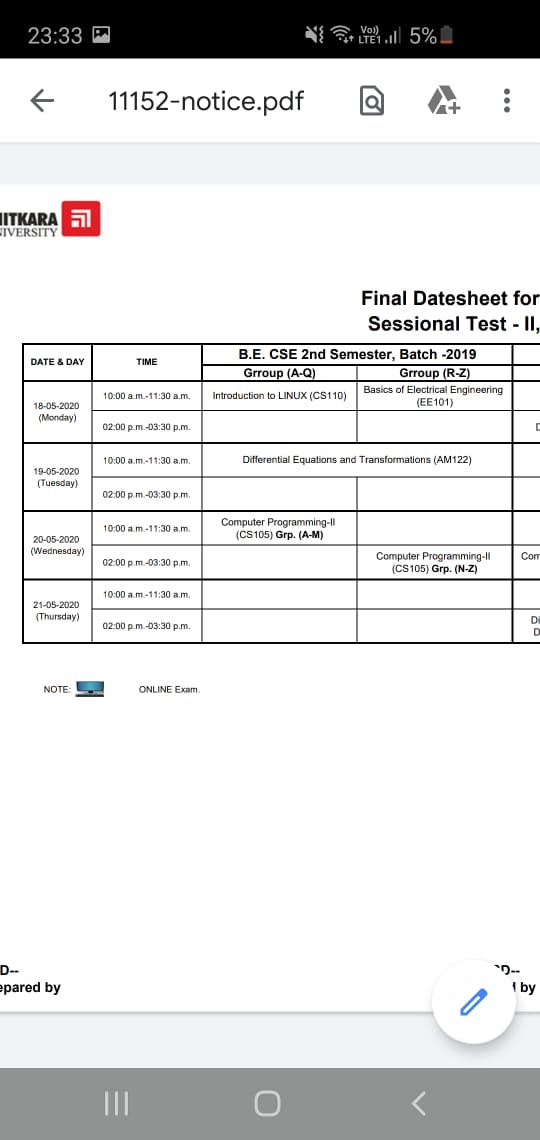 23:33 Vo)) LTE1 5%
11152-notice.pdf
ITKARA
IVERSITY
Final Datesheet for
Sessional Test - II,
DATE & DAY TIME B.E. CSE 2nd Semester, Batch -2019
Grroup (A-Q) Grroup (R-Z)
18-05-2020
(Monday)
10:00 a.m.-11:30 a.m. Introduction to LINUX (CS110) Basics of Electrical Engineering
(EE101)
02:00 p.m.-03:30 p.m.
19-05-2020
(Tuesday)
10:00 a.m.-11:30 a.m. Differential Equations and Transformations (AM122)
02:00 p.m.-03:30 p.m.
20-05-2020
(Wednesday)
10:00 a.m.-11:30 a.m. Computer Programming-II
(CS105) Grp. (A-M)
02:00 p.m.-03:30 p.m. Computer Programming-II
(CS105) Grp. (N-Z)
Com
21-05-2020
(Thursday)
10:00 a.m.-11:30 a.m.
02:00 p.m.-03:30 p.m. Di
D
NOTE: ONLINE Exam.
D-- D--
epared by by